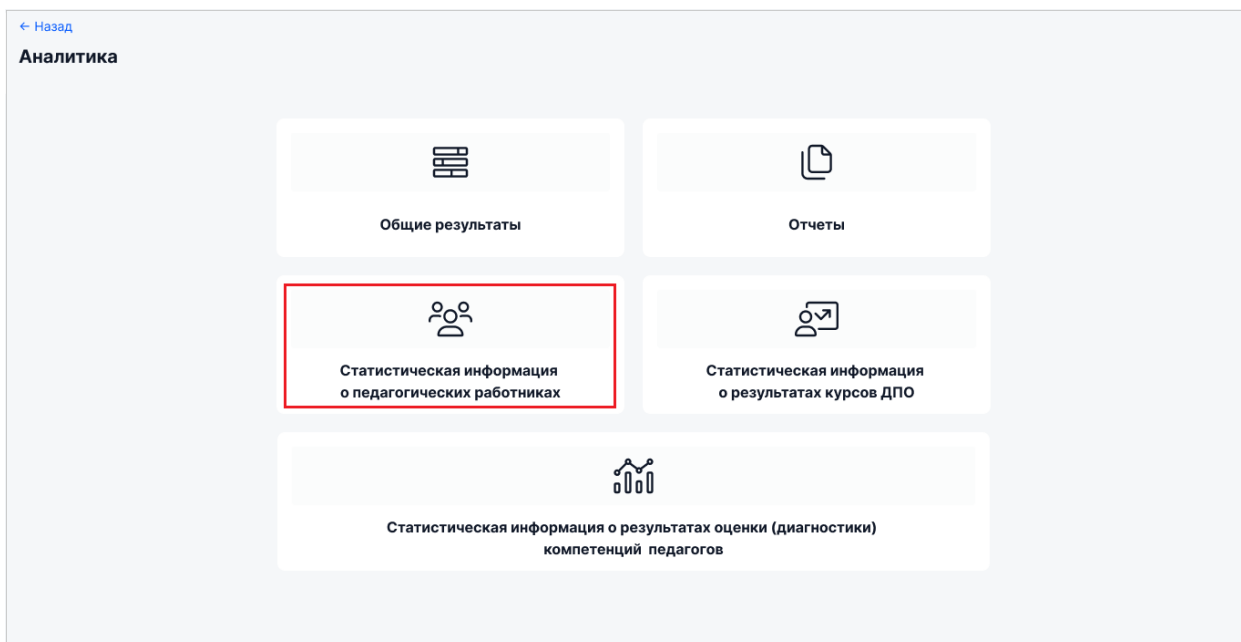 ← Назад
Аналитика
Общие результаты
Отчеты
Статистическая информация
о педагогических работниках
Статистическая информация
о результатах курсов ДПО
Статистическая информация о результатах оценки (диагностики)
компетенций педагогов